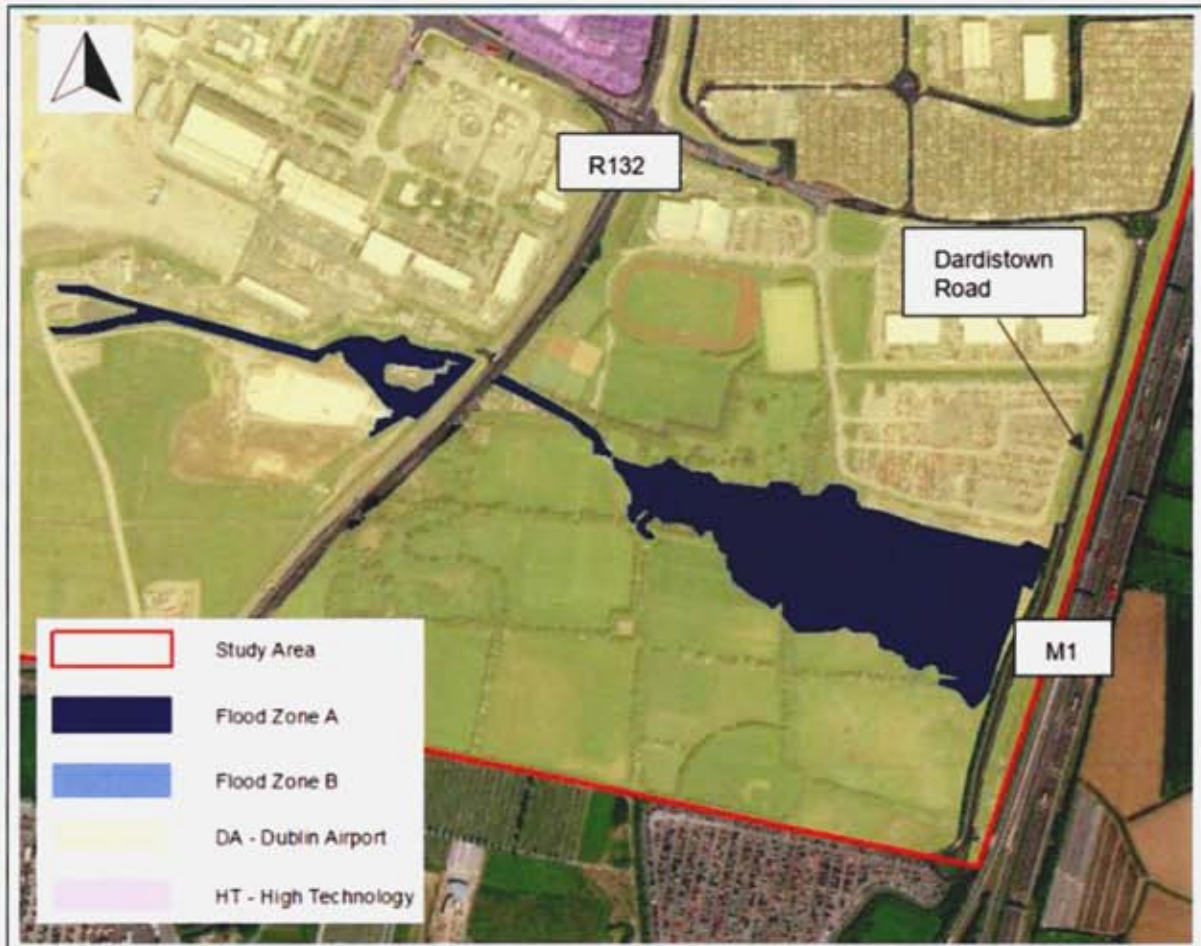 R132
Dardistown
Road
M1
Study Area
Flood Zone A
Flood Zone B
DA - Dublin Airport
HT - High Technology